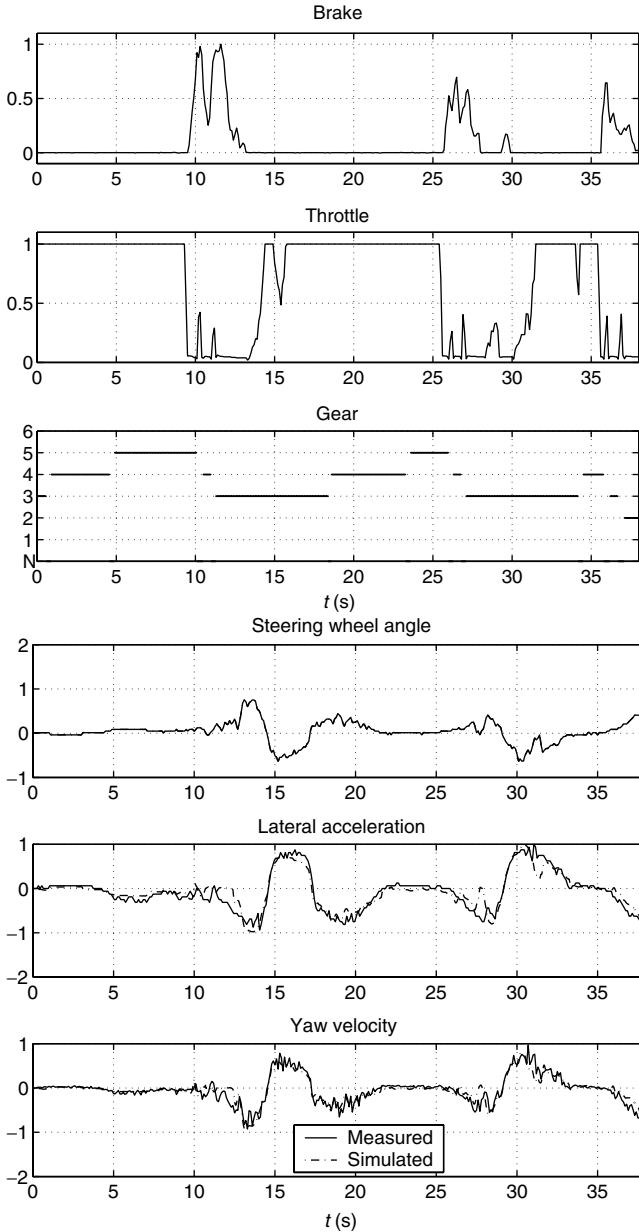 Brake
1
0.5
0
0 5 10 15 20 25 30 35
Throttle
1
0.5
0
0 5 10 15 20 25 30 35
Gear
6
5
4
3
2
1
N
0 5 10 15 20 25 30 35
t (s)
Steering wheel angle
2
1
0
−1
0 5 10 15 20 25 30 35
Lateral acceleration
1
0
−1
−2
0 5 10 15 20 25 30 35
Yaw velocity
1
0
−1
−2
Measured
Simulated
0 5 10 15 20 25 30 35
t (s)